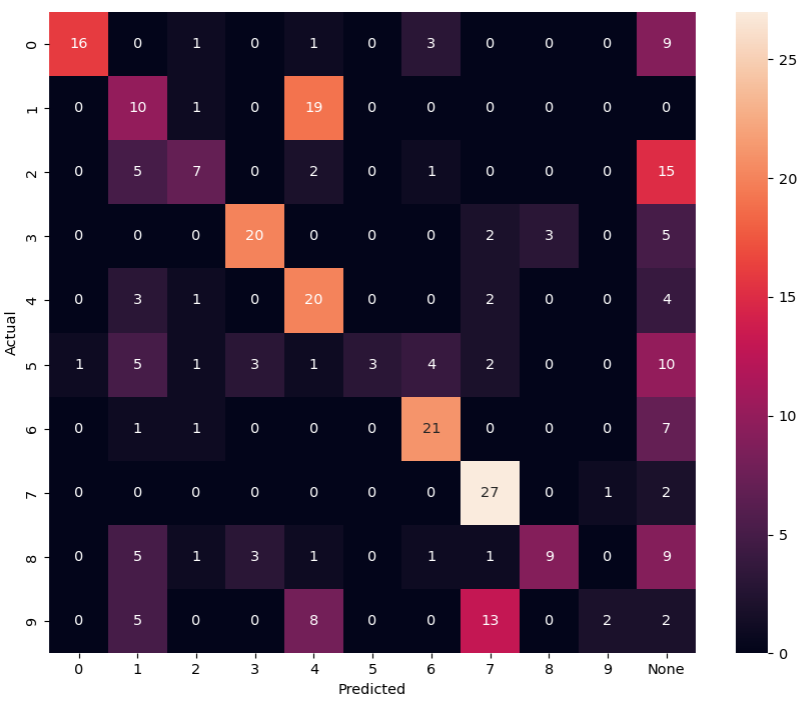 0 16 0 1 0 1 0 3 0 0 0 9
1 0 10 1 0 19 0 0 0 0 0 0
2 0 5 7 0 2 0 1 0 0 0 15
3 0 0 0 20 0 0 0 2 3 0 5
4 0 3 1 0 20 0 0 2 0 0 4
5 1 5 1 3 1 3 4 2 0 0 10
6 0 1 1 0 0 0 21 0 0 0 7
7 0 0 0 0 0 0 0 27 0 1 2
8 0 5 1 3 1 0 1 1 9 0 9
9 0 5 0 0 8 0 0 13 0 2 2
0 1 2 3 4 5 6 7 8 9 None
Predicted
Actual
25
20
15
10
5
0